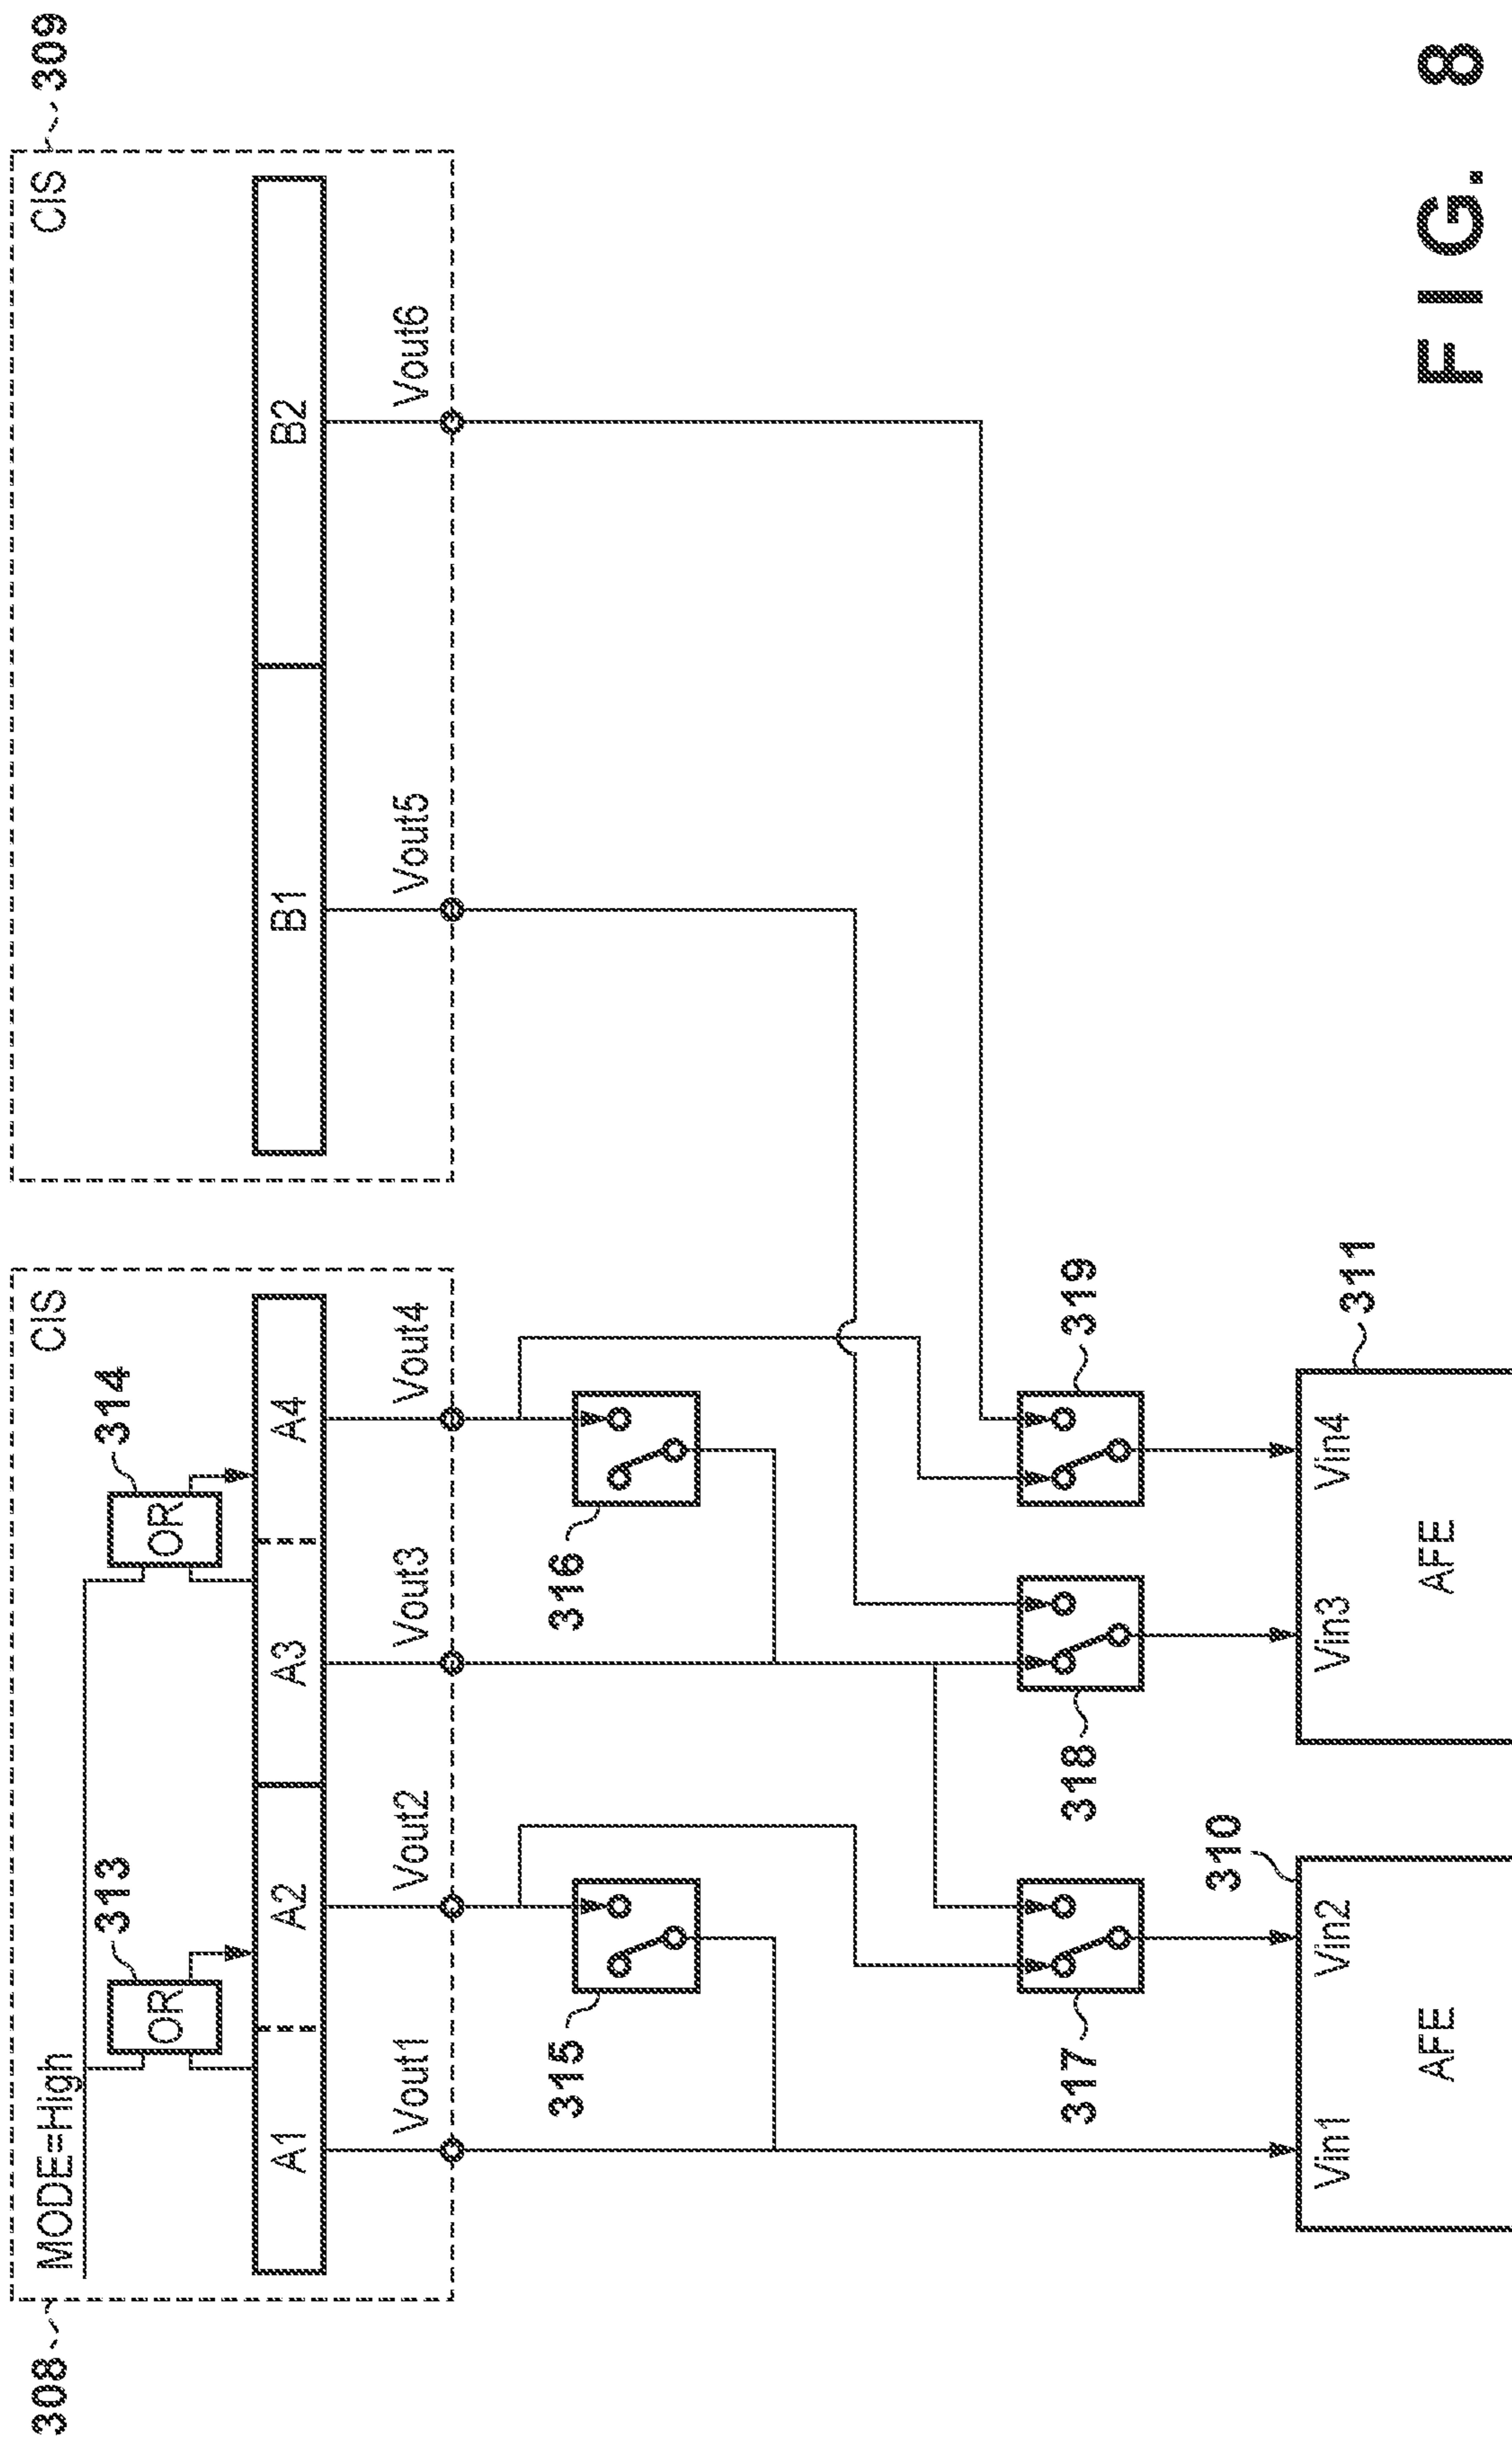 308
309
MODE=High
CIS
CIS
313
314
OR
OR
A1
A2
A3
A4
B1
B2
Vout1
Vout2
Vout3
Vout4
Vout5
Vout6
315
316
317
318
319
310
311
Vin1
Vin2
Vin3
Vin4
AFE
AFE
FIG. 8